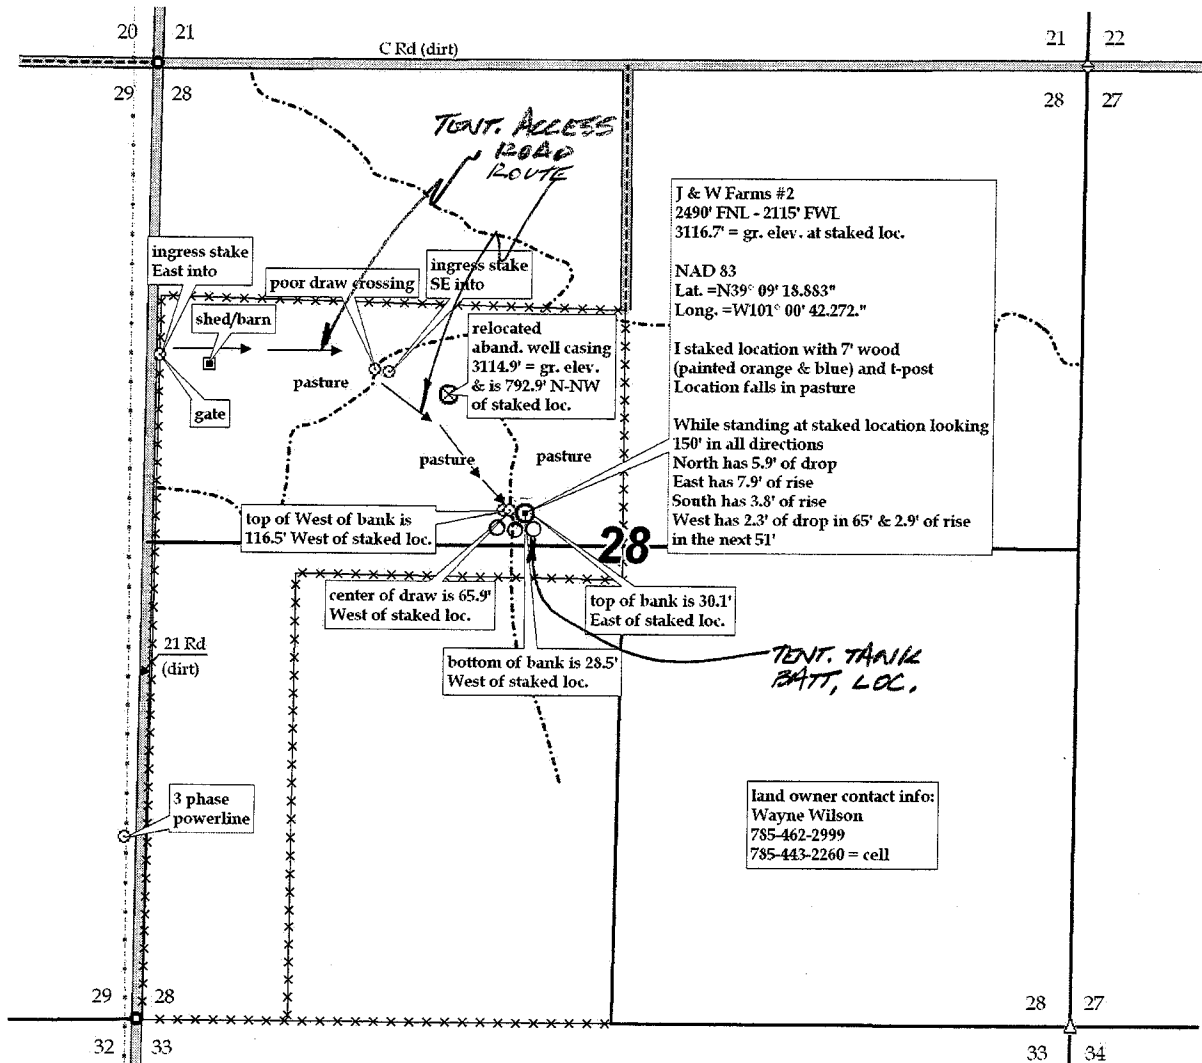 20 21
C Rd (dirt)
21 22
29 28
28 27
TENT. ACCESS
ROAD
ROUTE
J & W Farms #2
2490' FNL - 2115' FWL
3116.7' = gr. elev. at staked loc.
NAD 83
Lat. =N39° 09' 18.883"
Long. =W101° 00' 42.272."
I staked location with 7' wood
(painted orange & blue) and t-post
Location falls in pasture
While standing at staked location looking
150' in all directions
North has 5.9' of drop
East has 7.9' of rise
South has 3.8' of rise
West has 2.3' of drop in 65' & 2.9' of rise
in the next 51'
ingress stake
East into
poor draw crossing
ingress stake
SE into
shed/barn
relocated
aband. well casing
3114.9' = gr. elev.
& is 792.9' N-NW
of staked loc.
pasture
gate
pasture
pasture
top of West of bank is
116.5' West of staked loc.
28
center of draw is 65.9'
West of staked loc.
top of bank is 30.1'
East of staked loc.
bottom of bank is 28.5'
West of staked loc.
TENT. TANK
BATT, LOC.
21 Rd
(dirt)
3 phase
powerline
land owner contact info:
Wayne Wilson
785-462-2999
785-443-2260 = cell
29 28
28 27
32 33
33 34